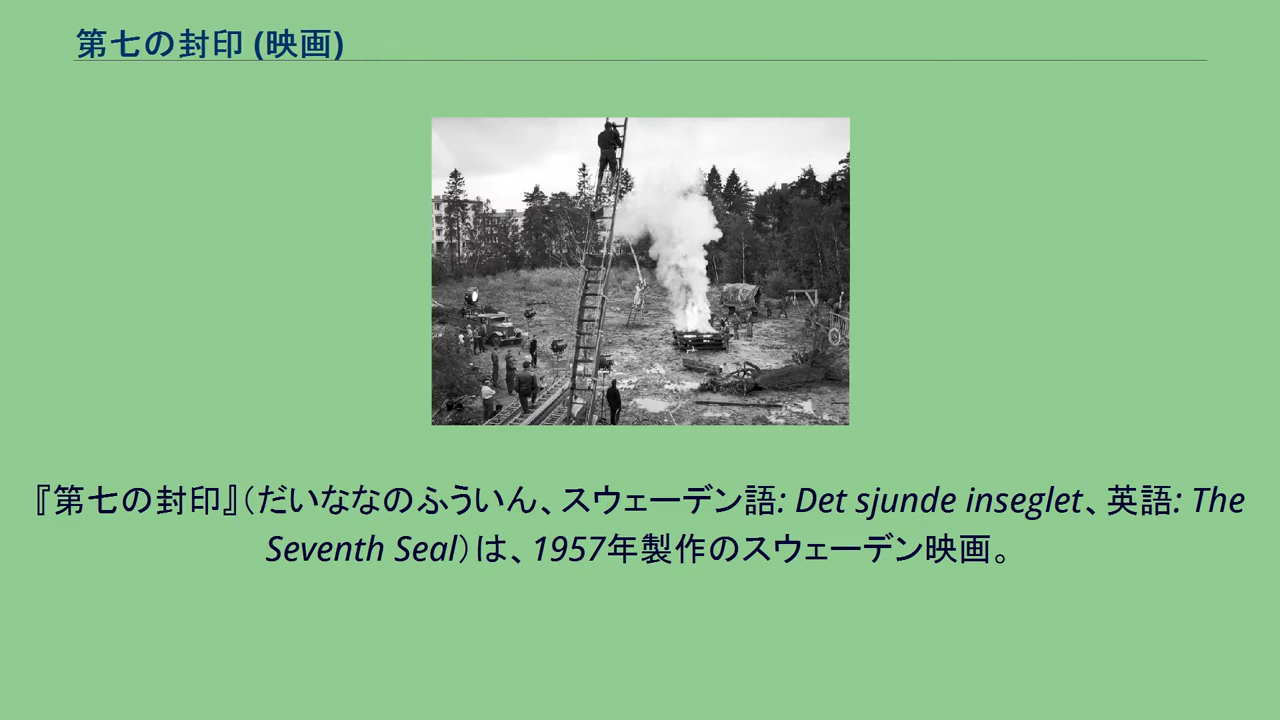 第七の封印 (映画)
『第七の封印』（だいななのふういん、スウェーデン語: Det sjunde inseglet、英語: The
Seventh Seal）は、1957年製作のスウェーデン映画。